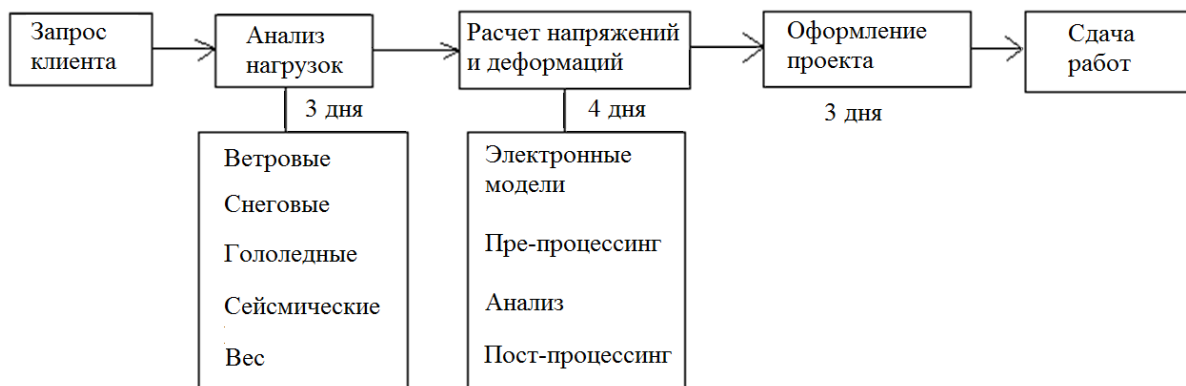 Запрос
клиента
Анализ
нагрузок
Расчет напряжений
и деформаций
Оформление
проекта
Сдача
работ
3 дня
4 дня
3 дня
Ветровые
Снеговые
Гололедные
Сейсмические
Вес
Электронные
модели
Пре-процессинг
Анализ
Пост-процессинг